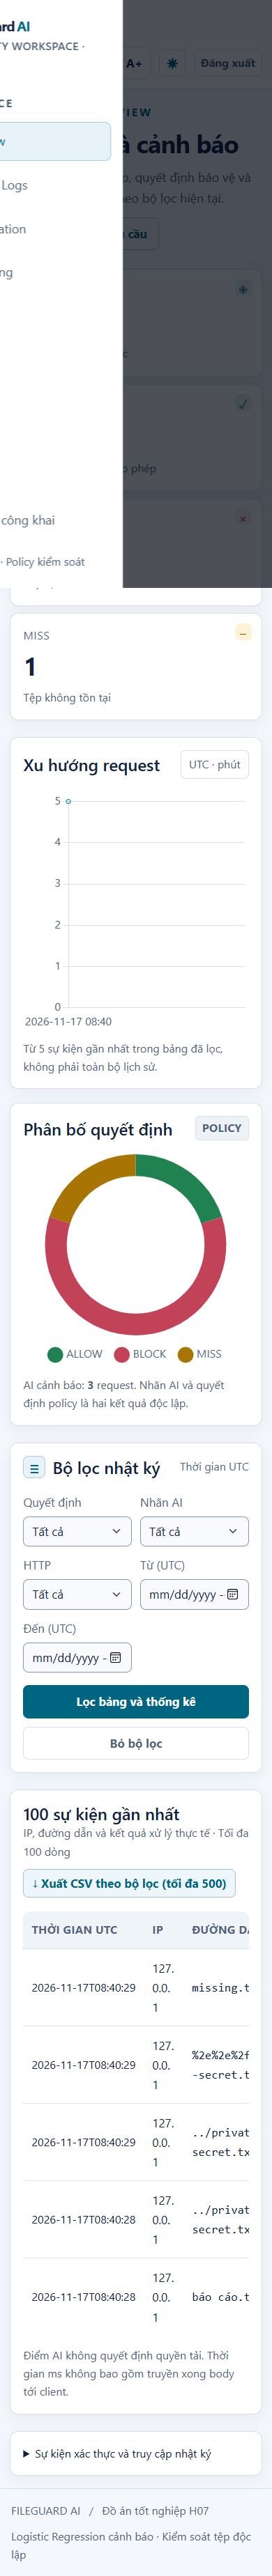 ard AI
TY WORKSPACE ·
A+
Đăng xuất
CE
VIEW
w
à cảnh báo
Logs
o, quyết định bảo vệ và
ation
eo bộ lọc hiện tại.
ng
u cầu
c
✓
o phép
×
công khai
· Policy kiểm soát
MISS
–
1
Tệp không tồn tại
Xu hướng request
UTC · phút
5
4
3
2
1
0
2026-11-17 08:40
Từ 5 sự kiện gần nhất trong bảng đã lọc,
không phải toàn bộ lịch sử.
Phân bố quyết định
POLICY
ALLOW
BLOCK
MISS
AI cảnh báo: 3 request. Nhãn AI và quyết
định policy là hai kết quả độc lập.
☰ Bộ lọc nhật ký
Thời gian UTC
Quyết định
Nhãn AI
Tất cả
Tất cả
HTTP
Từ (UTC)
Tất cả
mm/dd/yyyy -
Đến (UTC)
mm/dd/yyyy -
Lọc bảng và thống kê
Bỏ bộ lọc
100 sự kiện gần nhất
IP, đường dẫn và kết quả xử lý thực tế · Tối đa
100 dòng
↓ Xuất CSV theo bộ lọc (tối đa 500)
THỜI GIAN UTC
IP
ĐƯỜNG D
2026-11-17T08:40:29
127.
0.0.
1
missing.t
2026-11-17T08:40:29
127.
0.0.
1
%2e%2e%2f
-secret.t
2026-11-17T08:40:29
127.
0.0.
1
../privat
secret.tx
2026-11-17T08:40:28
127.
0.0.
1
../privat
secret.tx
2026-11-17T08:40:28
127.
0.0.
1
báo cáo.t
Điểm AI không quyết định quyền tải. Thời
gian ms không bao gồm truyền xong body
tới client.
▶ Sự kiện xác thực và truy cập nhật ký
FILEGUARD AI / Đồ án tốt nghiệp H07
Logistic Regression cảnh báo · Kiểm soát tệp độc
lập